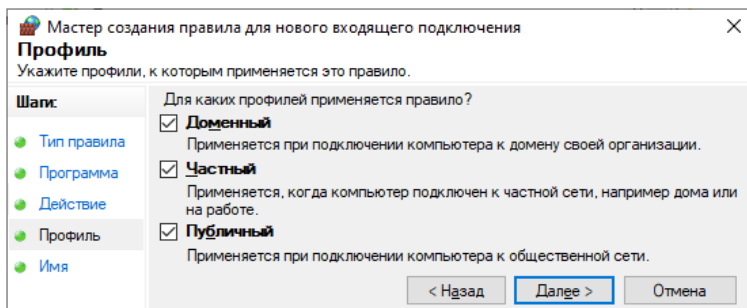 Мастер создания правила для нового входящего подключения
Профиль
Укажите профили, к которым применяется это правило.
Шаги:
Тип правила
Программа
Действие
Профиль
Имя
Для каких профилей применяется правило?
Доменный
Применяется при подключении компьютера к домену своей организации.
Частный
Применяется, когда компьютер подключен к частной сети, например дома или
на работе.
Публичный
Применяется при подключении компьютера к общественной сети.
< Назад
Далее >
Отмена